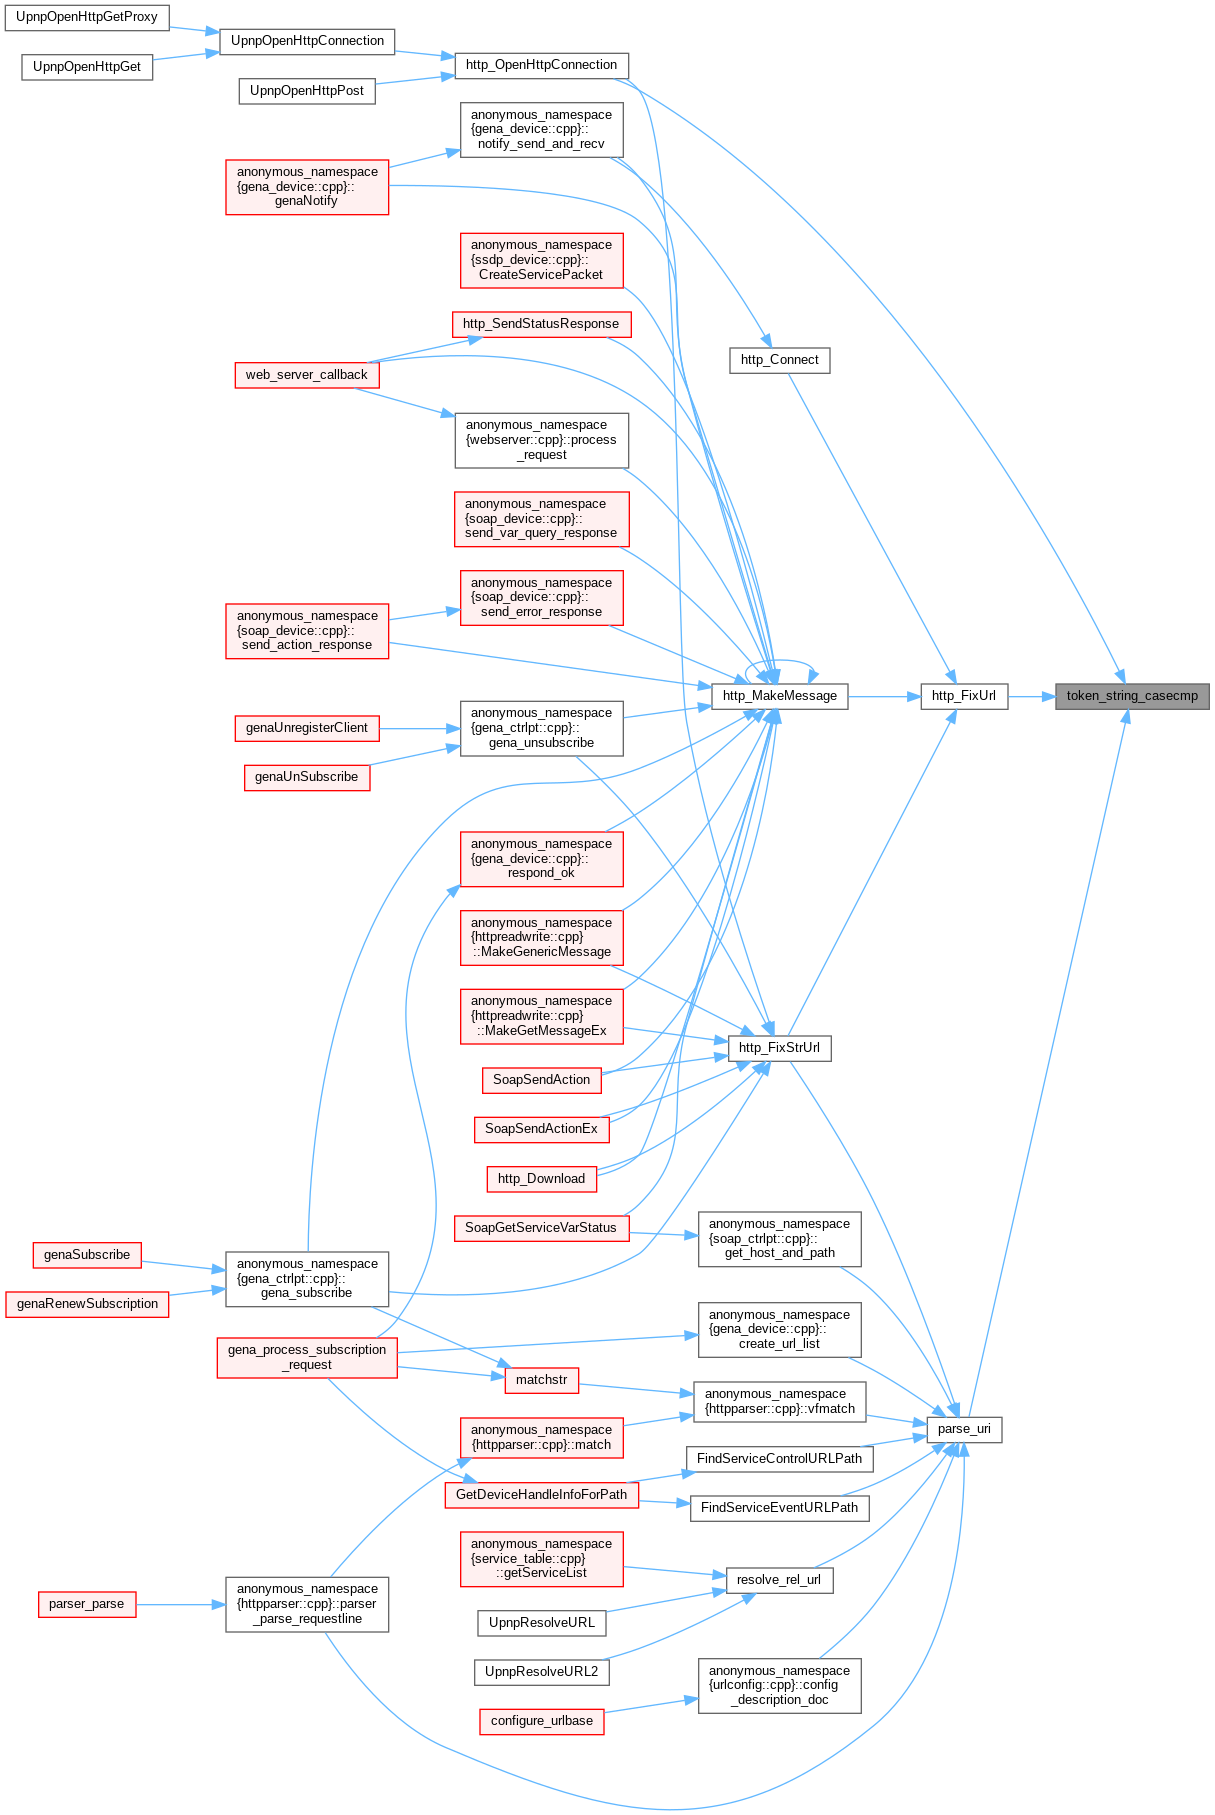 UpnpOpenHttpGetProxy
UpnpOpenHttpConnection
UpnpOpenHttpGet
http_OpenHttpConnection
UpnpOpenHttpPost
anonymous_namespace
{gena_device::cpp}::
notify_send_and_recv
anonymous_namespace
{gena_device::cpp}::
genaNotify
anonymous_namespace
{ssdp_device::cpp}::
CreateServicePacket
http_SendStatusResponse
http_Connect
web_server_callback
anonymous_namespace
{webserver::cpp}::process
_request
anonymous_namespace
{soap_device::cpp}::
send_var_query_response
anonymous_namespace
{soap_device::cpp}::
send_error_response
anonymous_namespace
{soap_device::cpp}::
send_action_response
http_MakeMessage
http_FixUrl
token_string_casecmp
anonymous_namespace
{gena_ctrlpt::cpp}::
gena_unsubscribe
genaUnregisterClient
genaUnSubscribe
anonymous_namespace
{gena_device::cpp}::
respond_ok
anonymous_namespace
{httpreadwrite::cpp}
::MakeGenericMessage
anonymous_namespace
{httpreadwrite::cpp}
::MakeGetMessageEx
http_FixStrUrl
SoapSendAction
SoapSendActionEx
http_Download
SoapGetServiceVarStatus
anonymous_namespace
{soap_ctrlpt::cpp}::
get_host_and_path
genaSubscribe
anonymous_namespace
{gena_ctrlpt::cpp}::
gena_subscribe
genaRenewSubscription
anonymous_namespace
{gena_device::cpp}::
create_url_list
gena_process_subscription
_request
matchstr
anonymous_namespace
{httpparser::cpp}::vfmatch
parse_uri
anonymous_namespace
{httpparser::cpp}::match
FindServiceControlURLPath
GetDeviceHandleInfoForPath
FindServiceEventURLPath
anonymous_namespace
{service_table::cpp}
::getServiceList
resolve_rel_url
anonymous_namespace
{httpparser::cpp}::parser
_parse_requestline
parser_parse
UpnpResolveURL
UpnpResolveURL2
anonymous_namespace
{urlconfig::cpp}::config
_description_doc
configure_urlbase